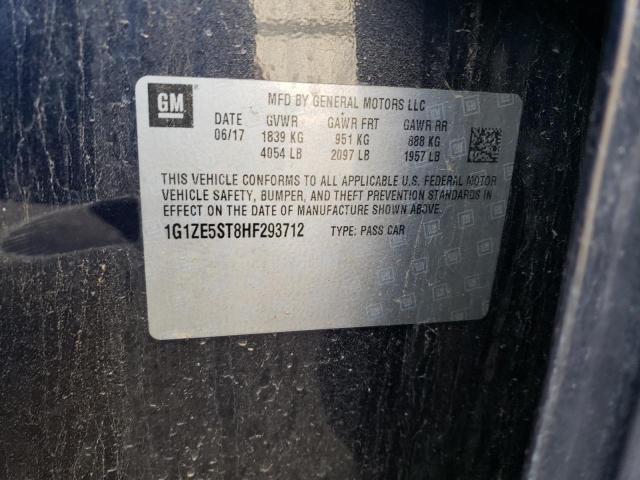 GM
MFD BY GENERAL MOTORS LLC
DATE GVWR GAWR FRT GAWR RR
06/17 1839 KG 951 KG 888 KG
4054 LB 2097 LB 1957 LB
THIS VEHICLE CONFORMS TO ALL APPLICABLE U.S. FEDERAL MOTOR
VEHICLE SAFETY, BUMPER, AND THEFT PREVENTION STANDARDS IN
EFFECT ON THE DATE OF MANUFACTURE SHOWN ABOVE.
1G1ZE5ST8HF293712 TYPE: PASS CAR